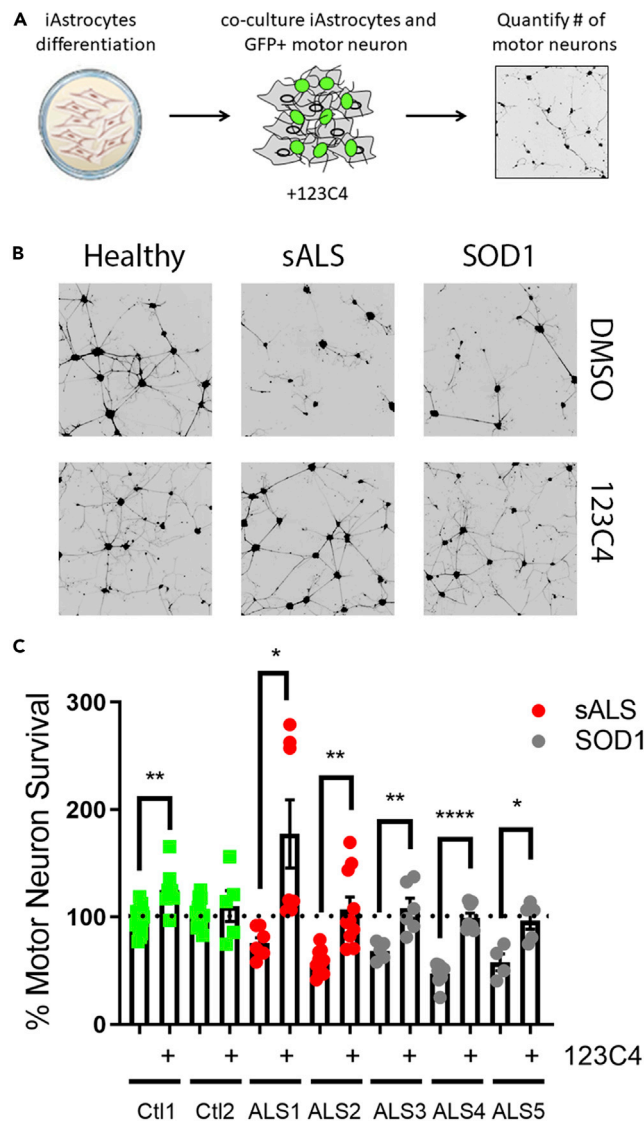 A
iAstrocytes
differentiation
co-culture iAstrocytes and
GFP+ motor neuron
Quantify # of
motor neurons
+123C4
B
Healthy sALS SOD1
DMSO
123C4
C
% Motor Neuron Survival
300
200
100
0
* ** ** ** **** *
sALS
SOD1
+ + + + + + + 123C4
Ctl1 Ctl2 ALS1 ALS2 ALS3 ALS4 ALS5